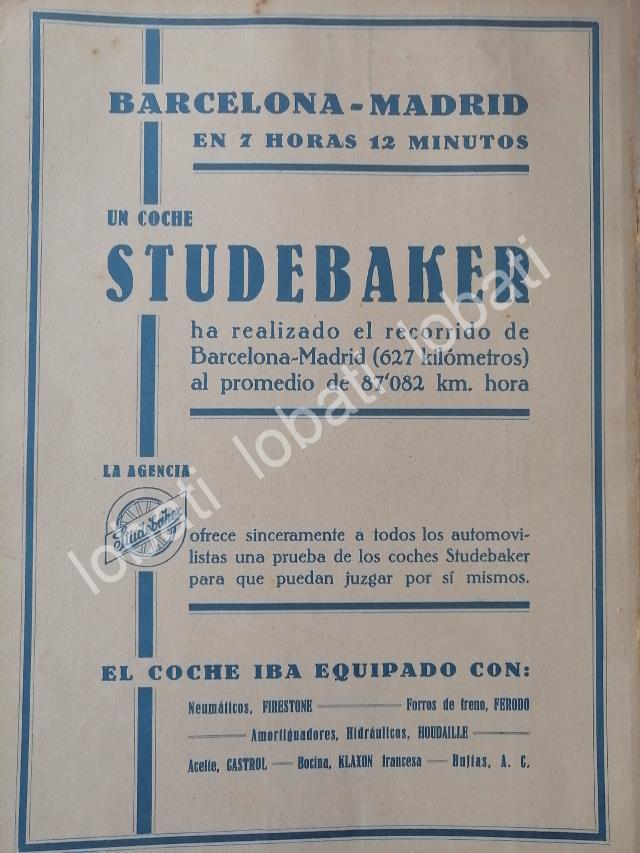 BARCELONA-MADRID
EN 7 HORAS 12 MINUTOS
UN COCHE
STUDEBAKER
ha realizado el recorrido de
Barcelona-Madrid (627 kilómetros)
al promedio de 87'082 km. hora
LA AGENCIA
Studebaker
ofrece sinceramente a todos los automovi-
listas una prueba de los coches Studebaker
para que puedan juzgar por sí mismos.
EL COCHE IBA EQUIPADO CON:
Neumáticos, FIRESTONE — Forros de freno, FERODO
— Amortiguadores, Hidráulicos, HOUDAILLE —
Aceite, CASTROL — Bocina, KLAXON francesa — Bujías, A. C.
lobati lobati lobati lobati